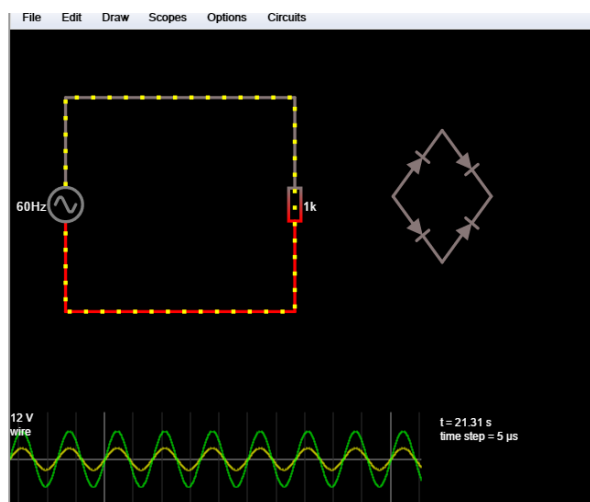 File Edit Draw Scopes Options Circuits
60Hz
1k
12 V
wire
t = 21.31 s
time step = 5 µs